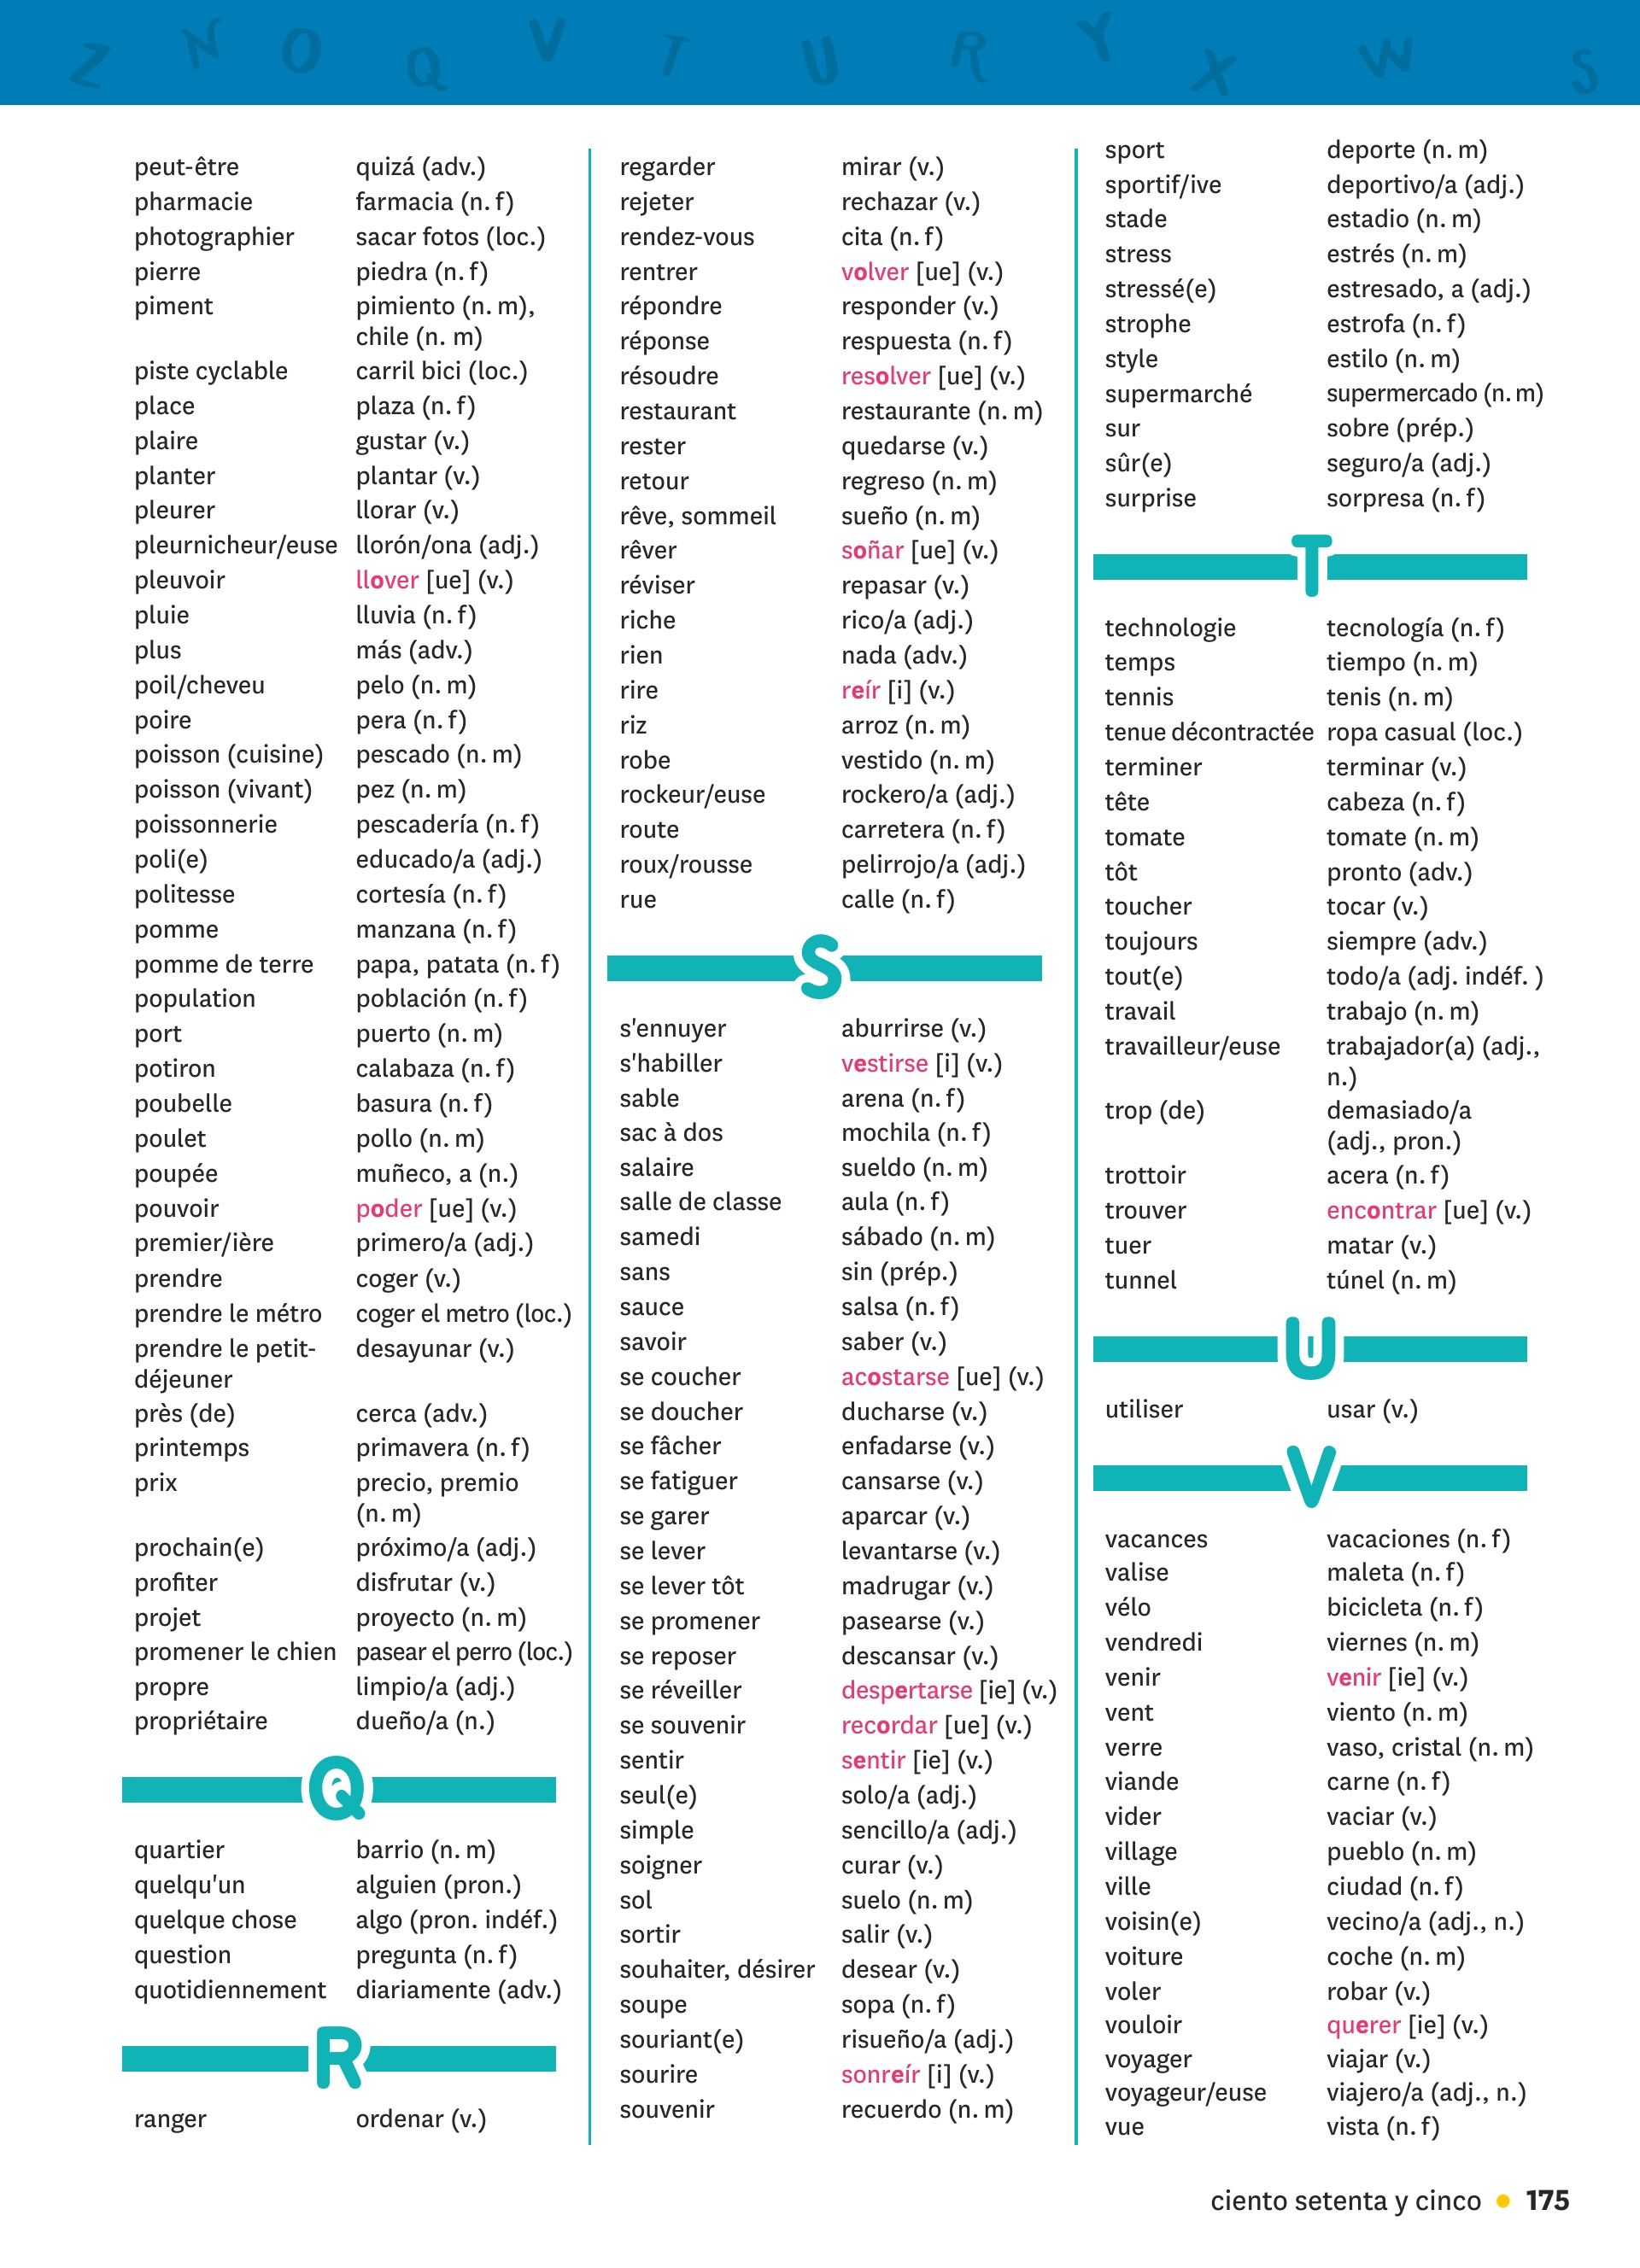 Z N O Q V T U R Y X W S
peut-être quizá (adv.)
pharmacie farmacia (n. f)
photographier sacar fotos (loc.)
pierre piedra (n. f)
piment pimiento (n. m),
chile (n. m)
piste cyclable carril bici (loc.)
place plaza (n. f)
plaire gustar (v.)
planter plantar (v.)
pleurer llorar (v.)
pleurnicheur/euse llorón/ona (adj.)
pleuvoir llover [ue] (v.)
pluie lluvia (n. f)
plus más (adv.)
poil/cheveu pelo (n. m)
poire pera (n. f)
poisson (cuisine) pescado (n. m)
poisson (vivant) pez (n. m)
poissonnerie pescadería (n. f)
poli(e) educado/a (adj.)
politesse cortesía (n. f)
pomme manzana (n. f)
pomme de terre papa, patata (n. f)
population población (n. f)
port puerto (n. m)
potiron calabaza (n. f)
poubelle basura (n. f)
poulet pollo (n. m)
poupée muñeco, a (n.)
pouvoir poder [ue] (v.)
premier/ière primero/a (adj.)
prendre coger (v.)
prendre le métro coger el metro (loc.)
prendre le petit- desayunar (v.)
déjeuner
près (de) cerca (adv.)
printemps primavera (n. f)
prix precio, premio
(n. m)
prochain(e) próximo/a (adj.)
profiter disfrutar (v.)
projet proyecto (n. m)
promener le chien pasear el perro (loc.)
propre limpio/a (adj.)
propriétaire dueño/a (n.)
Q
quartier barrio (n. m)
quelqu'un alguien (pron.)
quelque chose algo (pron. indéf.)
question pregunta (n. f)
quotidiennement diariamente (adv.)
R
ranger ordenar (v.)
regarder mirar (v.)
rejeter rechazar (v.)
rendez-vous cita (n. f)
rentrer volver [ue] (v.)
répondre responder (v.)
réponse respuesta (n. f)
résoudre resolver [ue] (v.)
restaurant restaurante (n. m)
rester quedarse (v.)
retour regreso (n. m)
rêve, sommeil sueño (n. m)
rêver soñar [ue] (v.)
réviser repasar (v.)
riche rico/a (adj.)
rien nada (adv.)
rire reír [i] (v.)
riz arroz (n. m)
robe vestido (n. m)
rockeur/euse rockero/a (adj.)
route carretera (n. f)
roux/rousse pelirrojo/a (adj.)
rue calle (n. f)
S
s'ennuyer aburrirse (v.)
s'habiller vestirse [i] (v.)
sable arena (n. f)
sac à dos mochila (n. f)
salaire sueldo (n. m)
salle de classe aula (n. f)
samedi sábado (n. m)
sans sin (prép.)
sauce salsa (n. f)
savoir saber (v.)
se coucher acostarse [ue] (v.)
se doucher ducharse (v.)
se fâcher enfadarse (v.)
se fatiguer cansarse (v.)
se garer aparcar (v.)
se lever levantarse (v.)
se lever tôt madrugar (v.)
se promener pasearse (v.)
se reposer descansar (v.)
se réveiller despertarse [ie] (v.)
se souvenir recordar [ue] (v.)
sentir sentir [ie] (v.)
seul(e) solo/a (adj.)
simple sencillo/a (adj.)
soigner curar (v.)
sol suelo (n. m)
sortir salir (v.)
souhaiter, désirer desear (v.)
soupe sopa (n. f)
souriant(e) risueño/a (adj.)
sourire sonreír [i] (v.)
souvenir recuerdo (n. m)
sport deporte (n. m)
sportif/ive deportivo/a (adj.)
stade estadio (n. m)
stress estrés (n. m)
stressé(e) estresado, a (adj.)
strophe estrofa (n. f)
style estilo (n. m)
supermarché supermercado (n. m)
sur sobre (prép.)
sûr(e) seguro/a (adj.)
surprise sorpresa (n. f)
T
technologie tecnología (n. f)
temps tiempo (n. m)
tennis tenis (n. m)
tenue décontractée ropa casual (loc.)
terminer terminar (v.)
tête cabeza (n. f)
tomate tomate (n. m)
tôt pronto (adv.)
toucher tocar (v.)
toujours siempre (adv.)
tout(e) todo/a (adj. indéf. )
travail trabajo (n. m)
travailleur/euse trabajador(a) (adj.,
n.)
trop (de) demasiado/a
(adj., pron.)
trottoir acera (n. f)
trouver encontrar [ue] (v.)
tuer matar (v.)
tunnel túnel (n. m)
U
utiliser usar (v.)
V
vacances vacaciones (n. f)
valise maleta (n. f)
vélo bicicleta (n. f)
vendredi viernes (n. m)
venir venir [ie] (v.)
vent viento (n. m)
verre vaso, cristal (n. m)
viande carne (n. f)
vider vaciar (v.)
village pueblo (n. m)
ville ciudad (n. f)
voisin(e) vecino/a (adj., n.)
voiture coche (n. m)
voler robar (v.)
vouloir querer [ie] (v.)
voyager viajar (v.)
voyageur/euse viajero/a (adj., n.)
vue vista (n. f)
ciento setenta y cinco • 175